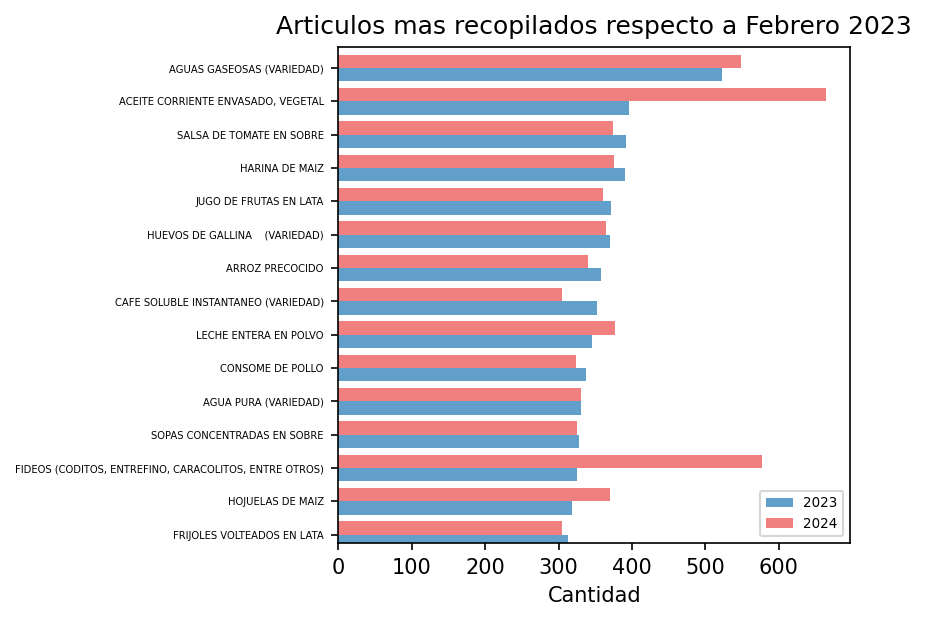 Articulos mas recopilados respecto a Febrero 2023
AGUAS GASEOSAS (VARIEDAD)
ACEITE CORRIENTE ENVASADO, VEGETAL
SALSA DE TOMATE EN SOBRE
HARINA DE MAIZ
JUGO DE FRUTAS EN LATA
HUEVOS DE GALLINA    (VARIEDAD)
ARROZ PRECOCIDO
CAFE SOLUBLE INSTANTANEO (VARIEDAD)
LECHE ENTERA EN POLVO
CONSOME DE POLLO
AGUA PURA (VARIEDAD)
SOPAS CONCENTRADAS EN SOBRE
FIDEOS (CODITOS, ENTREFINO, CARACOLITOS, ENTRE OTROS)
HOJUELAS DE MAIZ
FRIJOLES VOLTEADOS EN LATA
2023
2024
0 100 200 300 400 500 600
Cantidad